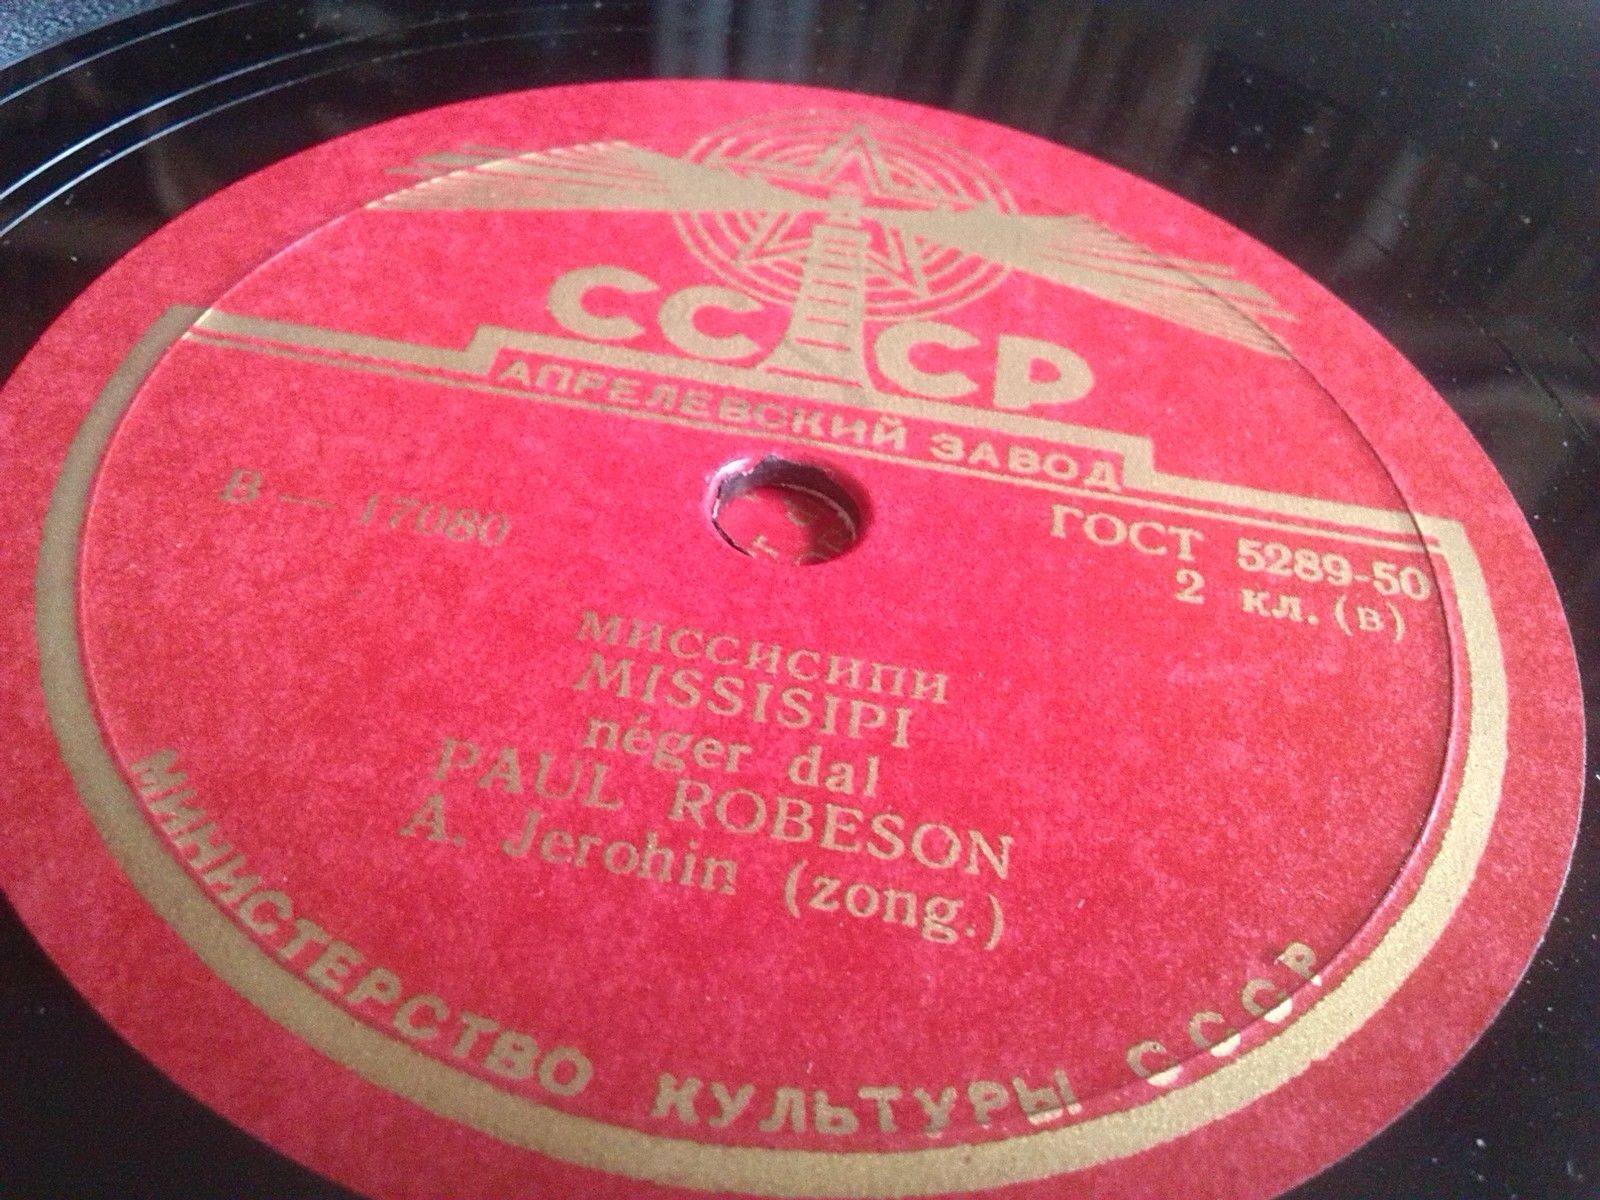 СССР
АПРЕЛЕВСКИЙ ЗАВОД
В — 17080
ГОСТ 5289-50
2 кл. (в)
МИССИСИПИ
MISSISIPI
néger dal
PAUL ROBESON
A. Jerohin (zong.)
МИНИСТЕРСТВО КУЛЬТУРЫ СССР